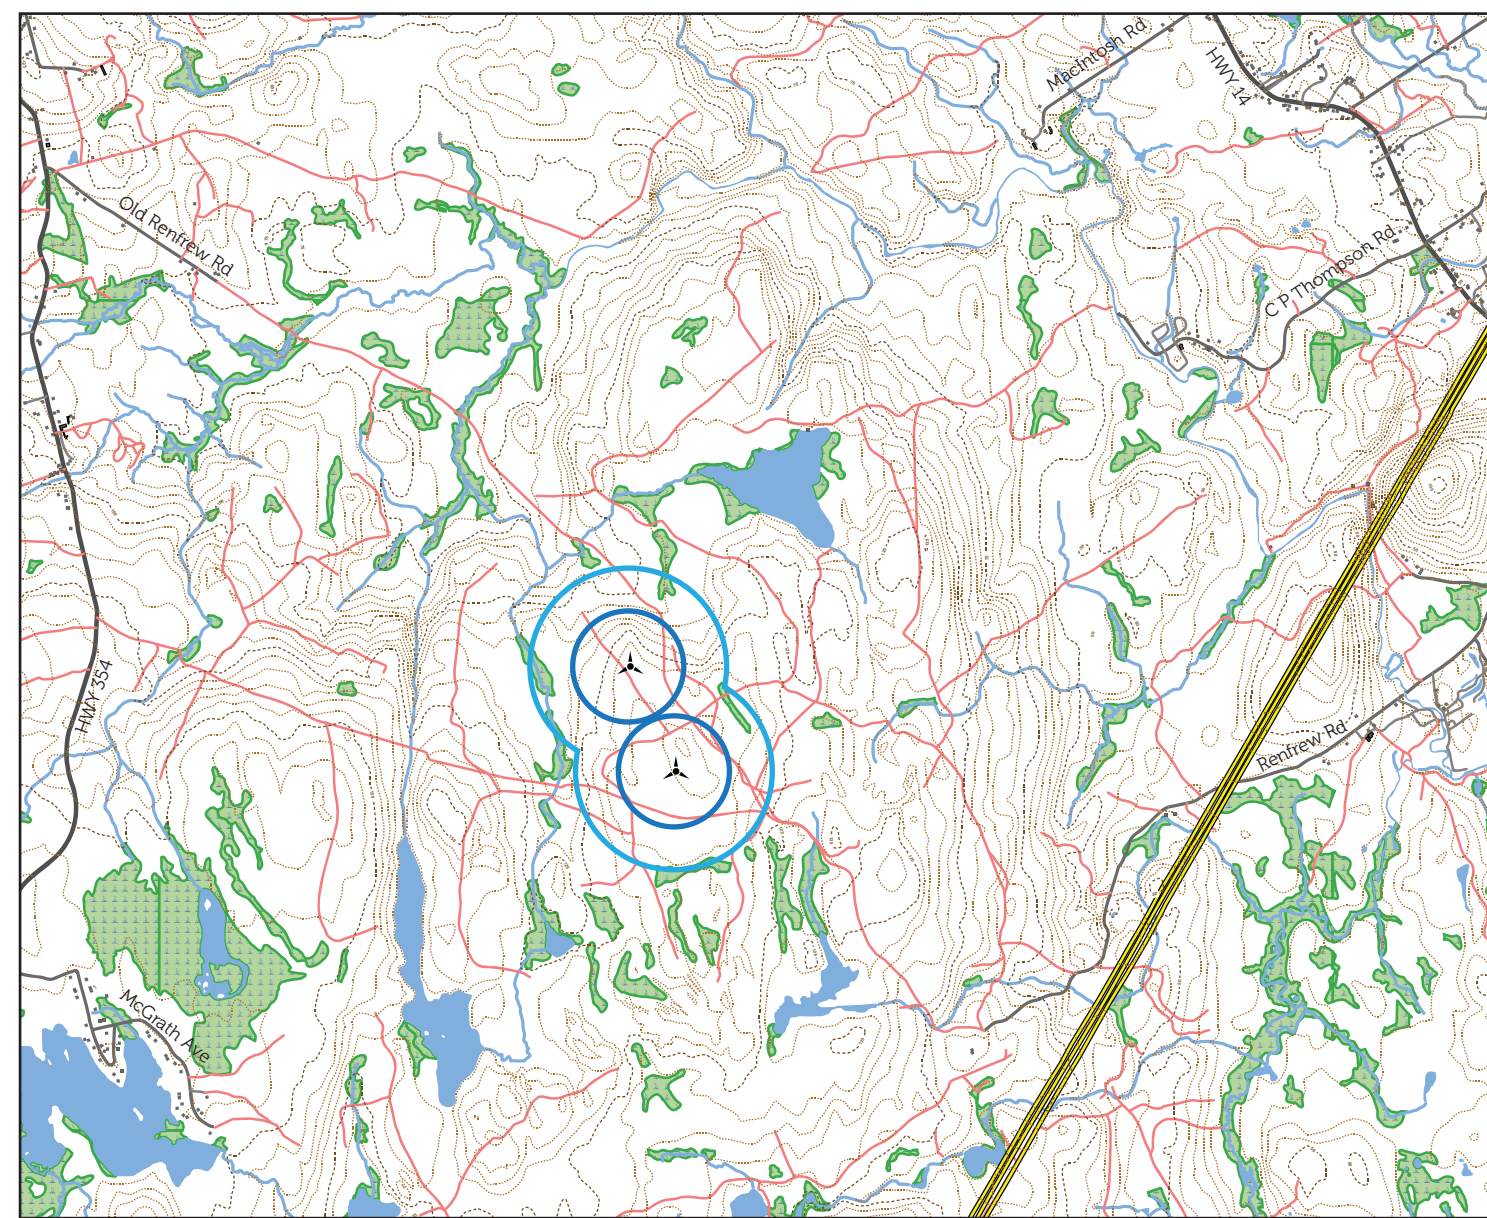 MacIntosh Rd
HWY 14
Old Renfrew Rd
C P Thompson Rd
HWY 354
Renfrew Rd
McGrath Ave